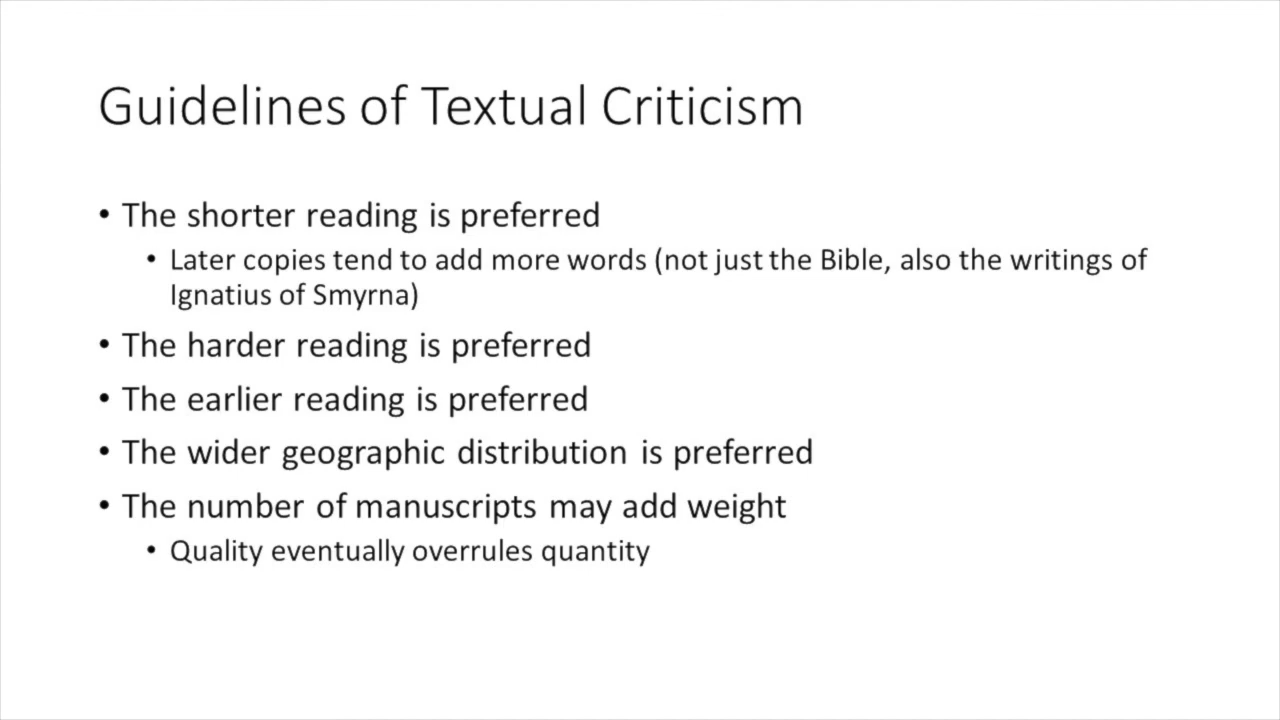 Guidelines of Textual Criticism
• The shorter reading is preferred
• Later copies tend to add more words (not just the Bible, also the writings of
Ignatius of Smyrna)
• The harder reading is preferred
• The earlier reading is preferred
• The wider geographic distribution is preferred
• The number of manuscripts may add weight
• Quality eventually overrules quantity